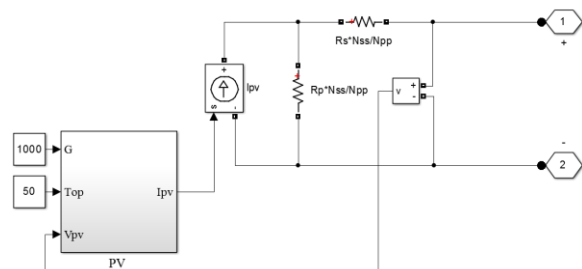 1
+
Rs*Nss/Npp
+
Ipv
s
-
Rp*Nss/Npp
v
+
-
1000
G
50
Top
Ipv
Vpv
PV
-
2